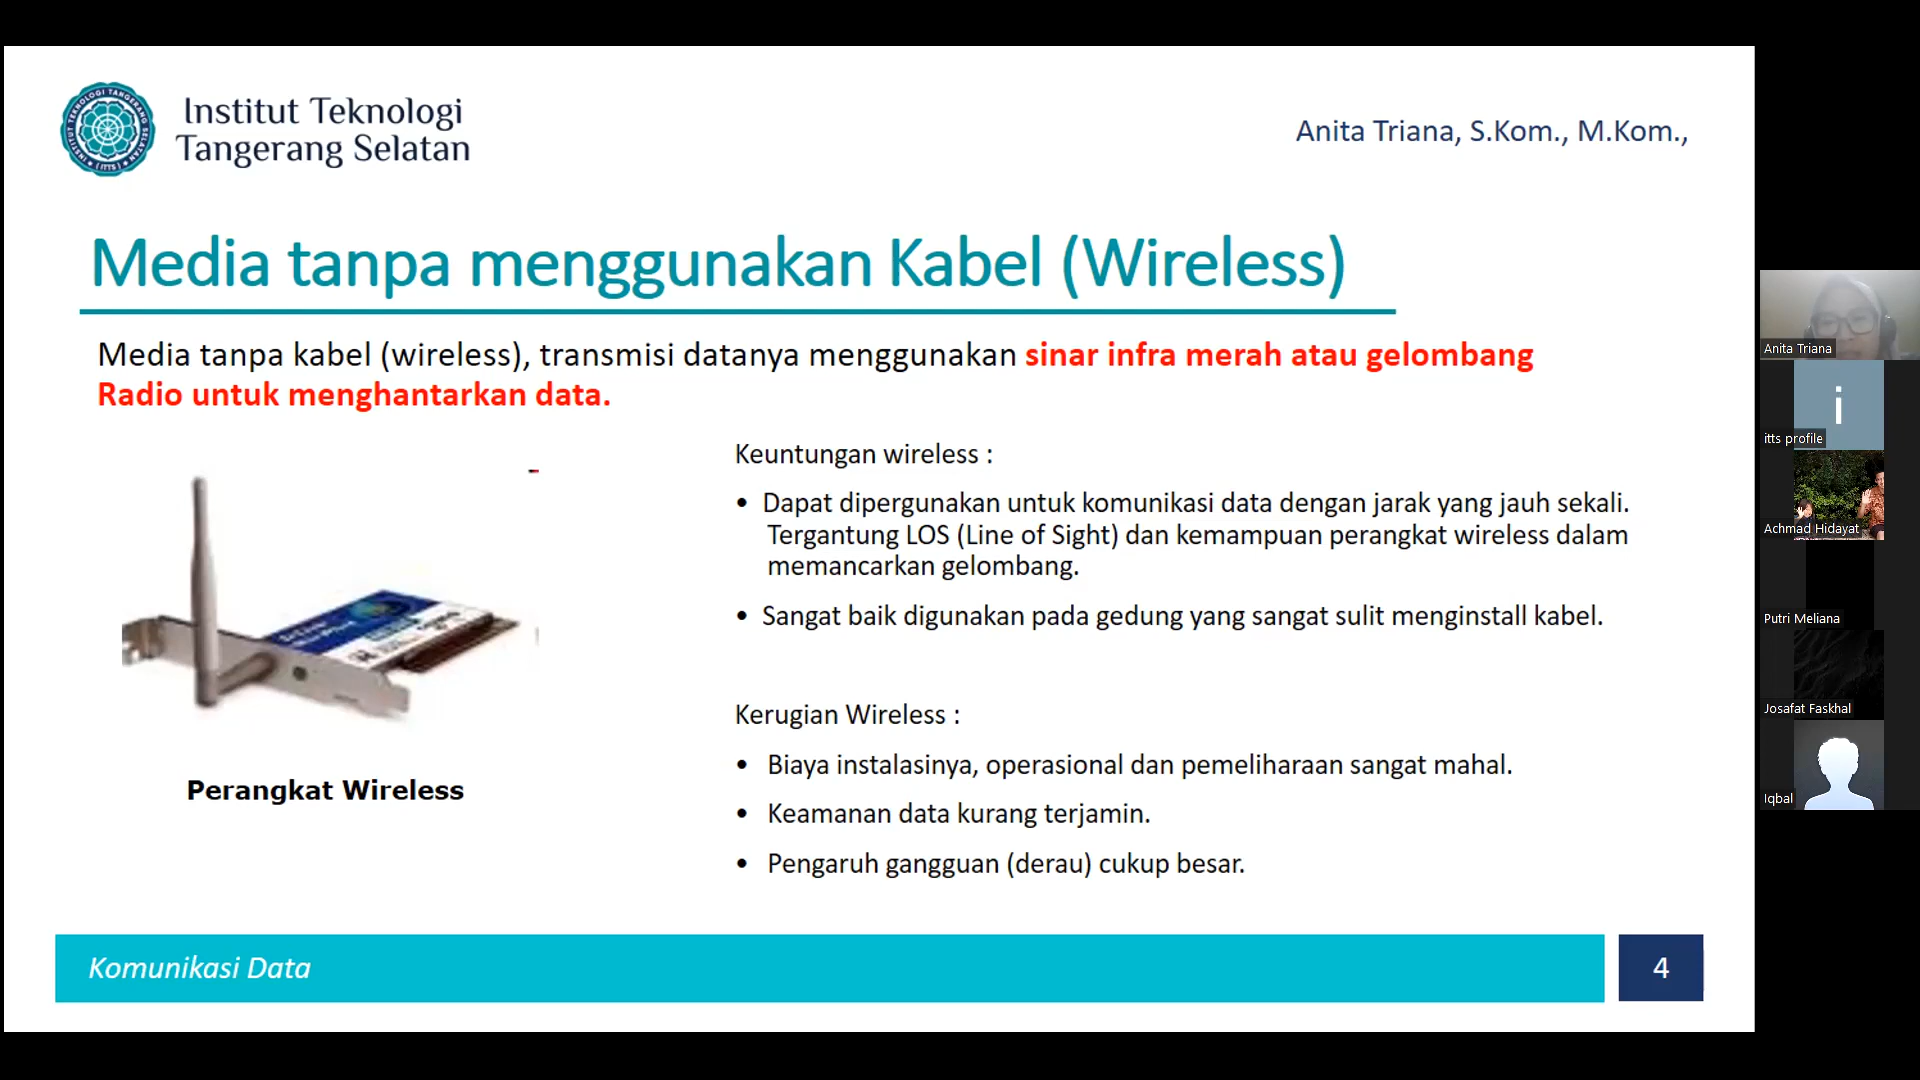 Institut Teknologi
Tangerang Selatan
Anita Triana, S.Kom., M.Kom.,
Media tanpa menggunakan Kabel (Wireless)
Media tanpa kabel (wireless), transmisi datanya menggunakan sinar infra merah atau gelombang
Radio untuk menghantarkan data.
Perangkat Wireless
Keuntungan wireless :
• Dapat dipergunakan untuk komunikasi data dengan jarak yang jauh sekali.
Tergantung LOS (Line of Sight) dan kemampuan perangkat wireless dalam
memancarkan gelombang.
• Sangat baik digunakan pada gedung yang sangat sulit menginstall kabel.
Kerugian Wireless :
• Biaya instalasinya, operasional dan pemeliharaan sangat mahal.
• Keamanan data kurang terjamin.
• Pengaruh gangguan (derau) cukup besar.
Komunikasi Data
4
Anita Triana
i
itts profile
Achmad Hidayat
Putri Meliana
Josafat Faskhal
Iqbal